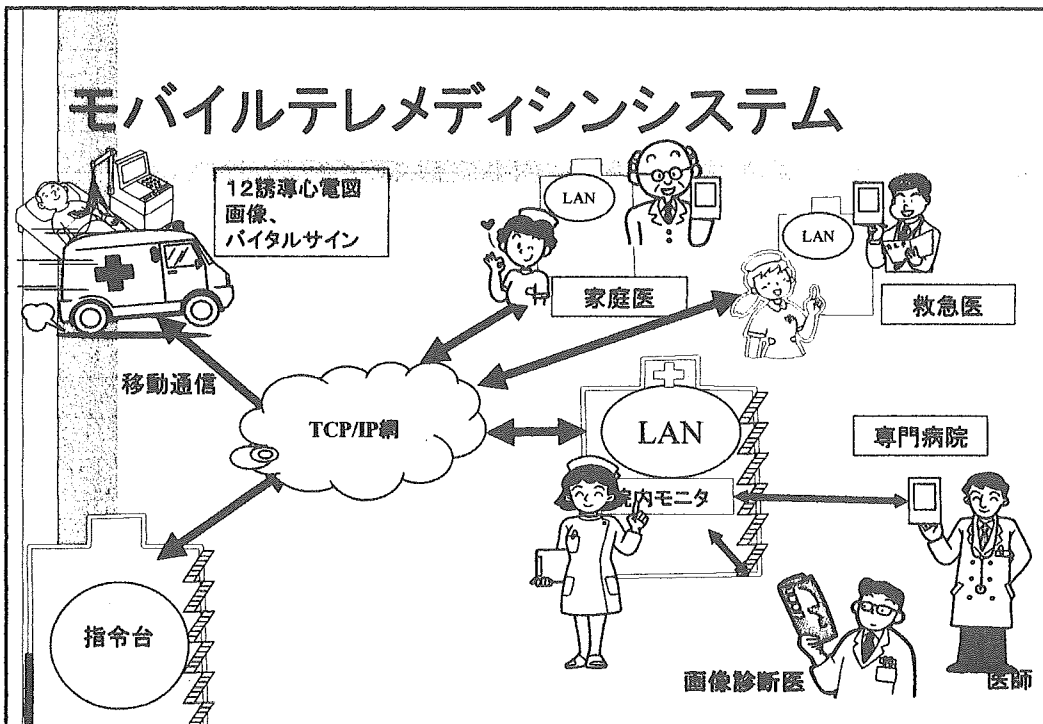 モバイルテレメディシンシステム
12誘導心電図
画像、
バイタルサイン
LAN
家庭医
LAN
救急医
移動通信
TCP/IP網
LAN
専門病院
院内モニタ
指令台
画像診断医
医師